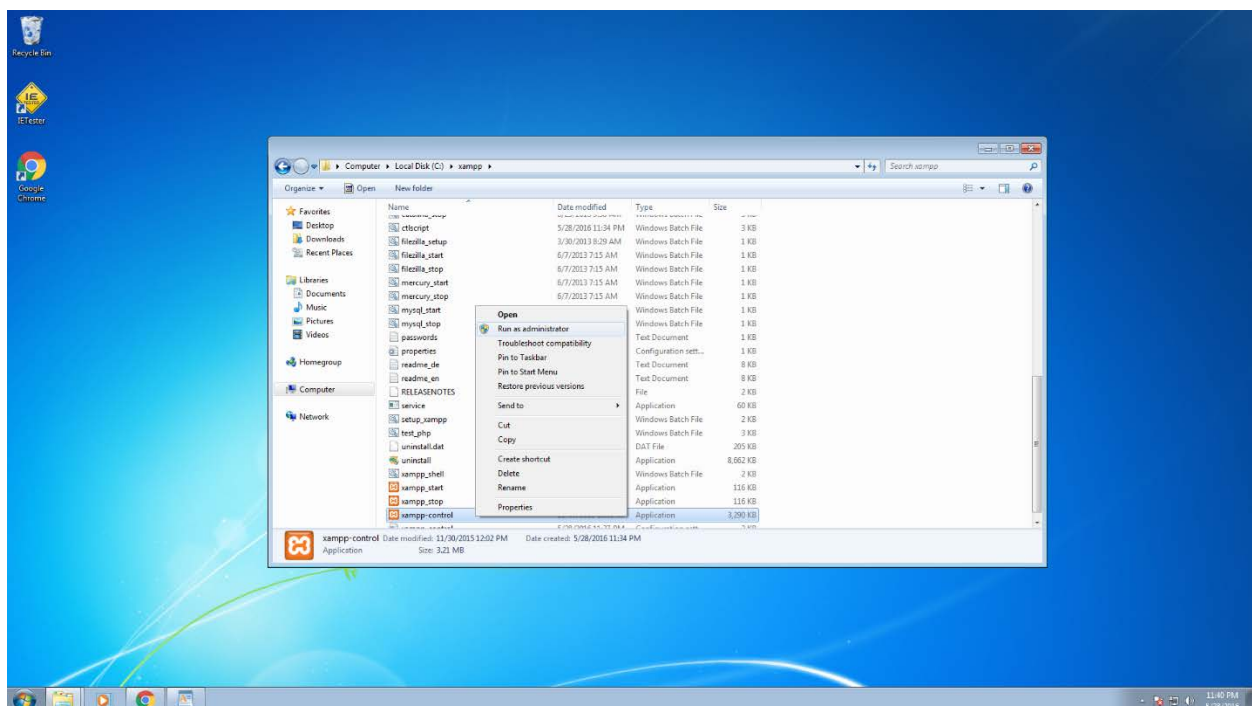 Recycle Bin
IETester
Google
Chrome
Computer ▸ Local Disk (C:) ▸ xampp ▸
Search xampp
Organize
Open
New folder
Favorites
Desktop
Downloads
Recent Places
Libraries
Documents
Music
Pictures
Videos
Homegroup
Computer
Network
Name Date modified Type Size
ctlscript 5/28/2016 11:34 PM Windows Batch File 3 KB
filezilla_setup 3/30/2013 8:29 AM Windows Batch File 1 KB
filezilla_start 6/7/2013 7:15 AM Windows Batch File 1 KB
filezilla_stop 6/7/2013 7:15 AM Windows Batch File 1 KB
mercury_start 6/7/2013 7:15 AM Windows Batch File 1 KB
mercury_stop 6/7/2013 7:15 AM Windows Batch File 1 KB
mysql_start Windows Batch File 1 KB
mysql_stop Windows Batch File 1 KB
passwords Text Document 1 KB
properties Configuration sett... 1 KB
readme_de Text Document 8 KB
readme_en Text Document 8 KB
RELEASENOTES File 2 KB
service Application 60 KB
setup_xampp Windows Batch File 2 KB
test_php Windows Batch File 3 KB
uninstall.dat DAT File 205 KB
uninstall Application 8,662 KB
xampp_shell Windows Batch File 2 KB
xampp_start Application 116 KB
xampp_stop Application 116 KB
xampp-control Application 3,290 KB
Open
Run as administrator
Troubleshoot compatibility
Pin to Taskbar
Pin to Start Menu
Restore previous versions
Send to
Cut
Copy
Create shortcut
Delete
Rename
Properties
xampp-control Date modified: 11/30/2015 12:02 PM Date created: 5/28/2016 11:34 PM
Application Size: 3.21 MB
11:40 PM